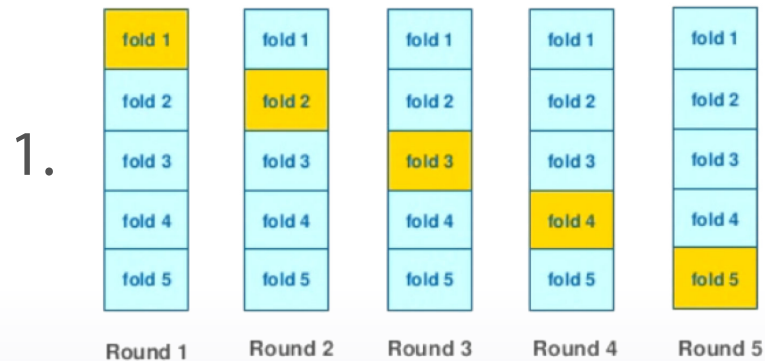 1.
fold 1 fold 1 fold 1 fold 1 fold 1
fold 2 fold 2 fold 2 fold 2 fold 2
fold 3 fold 3 fold 3 fold 3 fold 3
fold 4 fold 4 fold 4 fold 4 fold 4
fold 5 fold 5 fold 5 fold 5 fold 5
Round 1 Round 2 Round 3 Round 4 Round 5